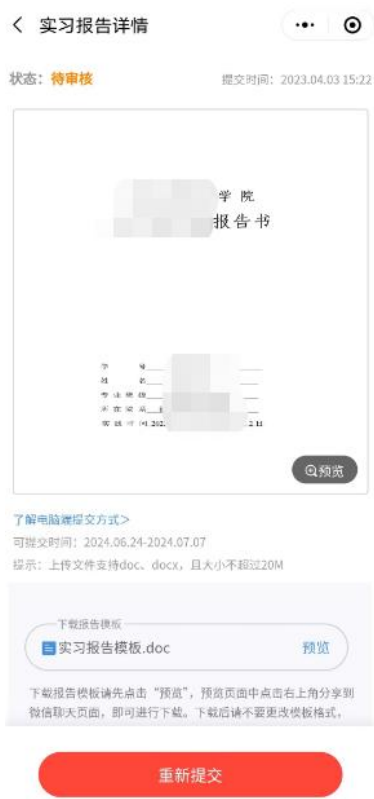 实习报告详情
状态：待审核
提交时间：2023.04.03 15:22
学院
报告书
学 号
姓 名
预览
了解电脑端提交方式>
可提交时间：2024.06.24-2024.07.07
提示：上传文件支持doc、docx，且大小不超过20M
下载报告模板
实习报告模板.doc
预览
下载报告模板请先点击“预览”，预览页面中点击右上角分享到
微信聊天页面，即可进行下载。下载后请不要更改模板格式，
重新提交